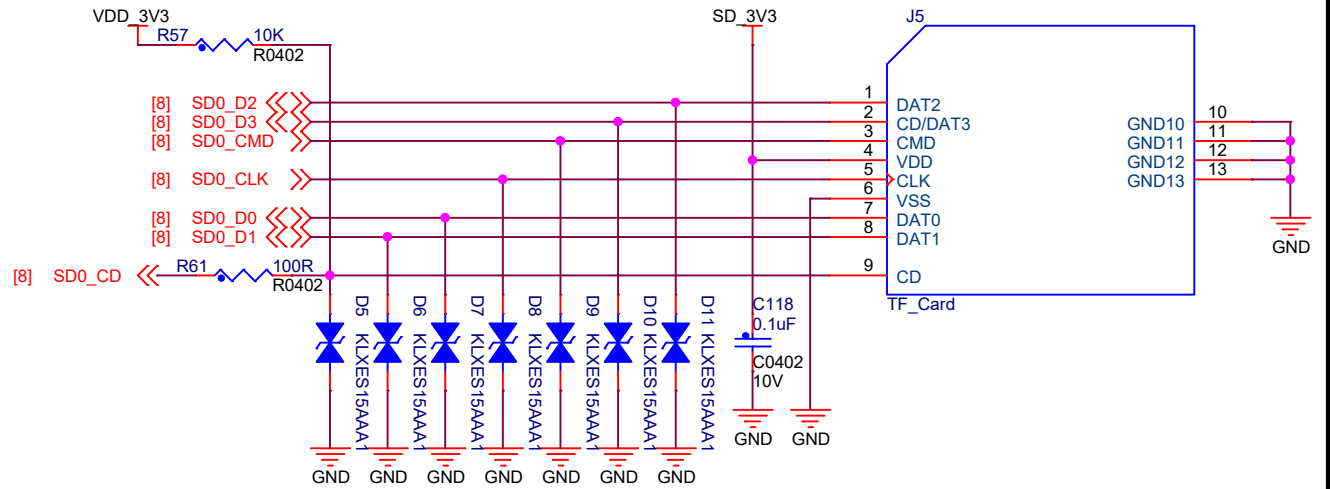 VDD_3V3
SD_3V3
J5
R57
10K
R0402
1
[8] SD0_D2
DAT2
2
[8] SD0_D3
CD/DAT3
GND10
10
3
[8] SD0_CMD
CMD
GND11
11
4
VDD
GND12
12
5
[8] SD0_CLK
CLK
GND13
13
6
VSS
7
[8] SD0_D0
DAT0
8
[8] SD0_D1
DAT1
GND
[8] SD0_CD
R61
100R
R0402
9
CD
TF_Card
D5 KLXES15AAA1
D6 KLXES15AAA1
D7 KLXES15AAA1
D8 KLXES15AAA1
D9 KLXES15AAA1
D10 KLXES15AAA1
D11 KLXES15AAA1
C118
0.1uF
C0402
10V
GND
GND
GND
GND
GND
GND
GND
GND
GND